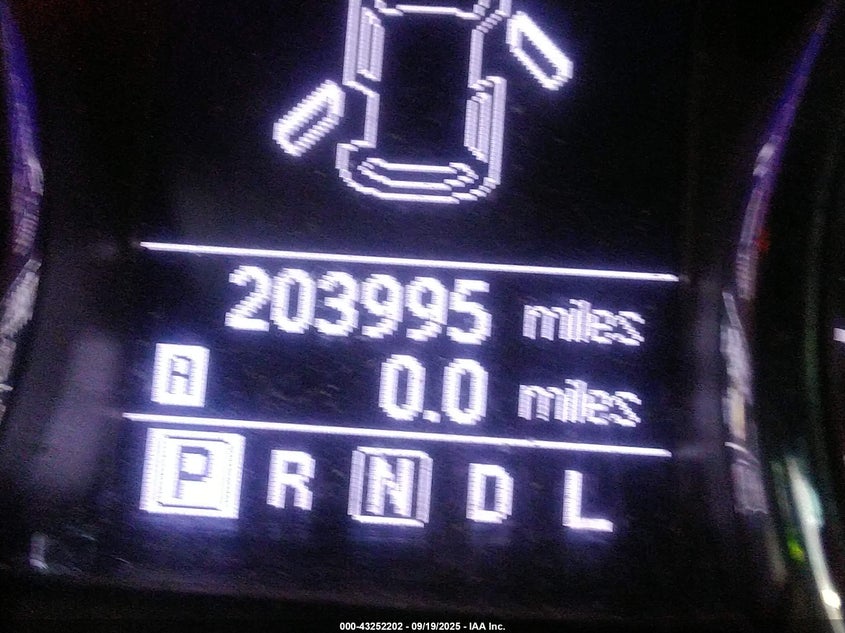 203995 miles
A 0.0 miles
P R N D L
000-43252202 - 09/19/2025 - IAA Inc.